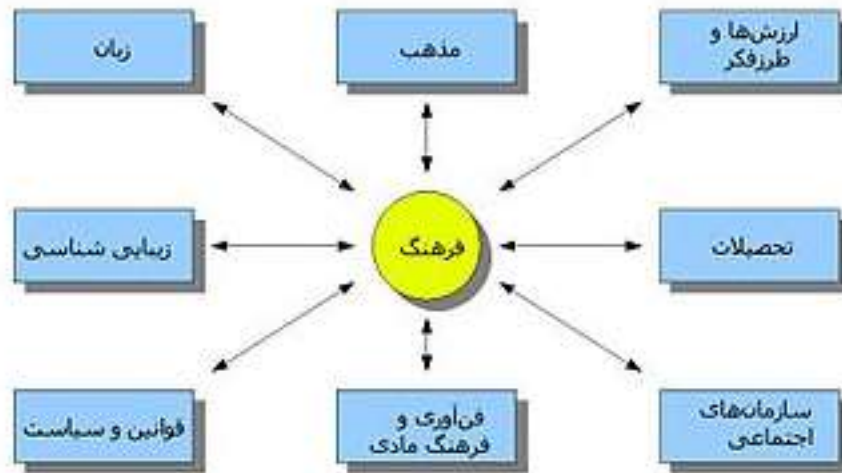 ارزش‌ها و
طرزفکر
مذهب
زبان
تحصیلات
فرهنگ
زیبایی شناسی
سازمان‌های
اجتماعی
فن‌آوری و
فرهنگ مادی
قوانین و سیاست